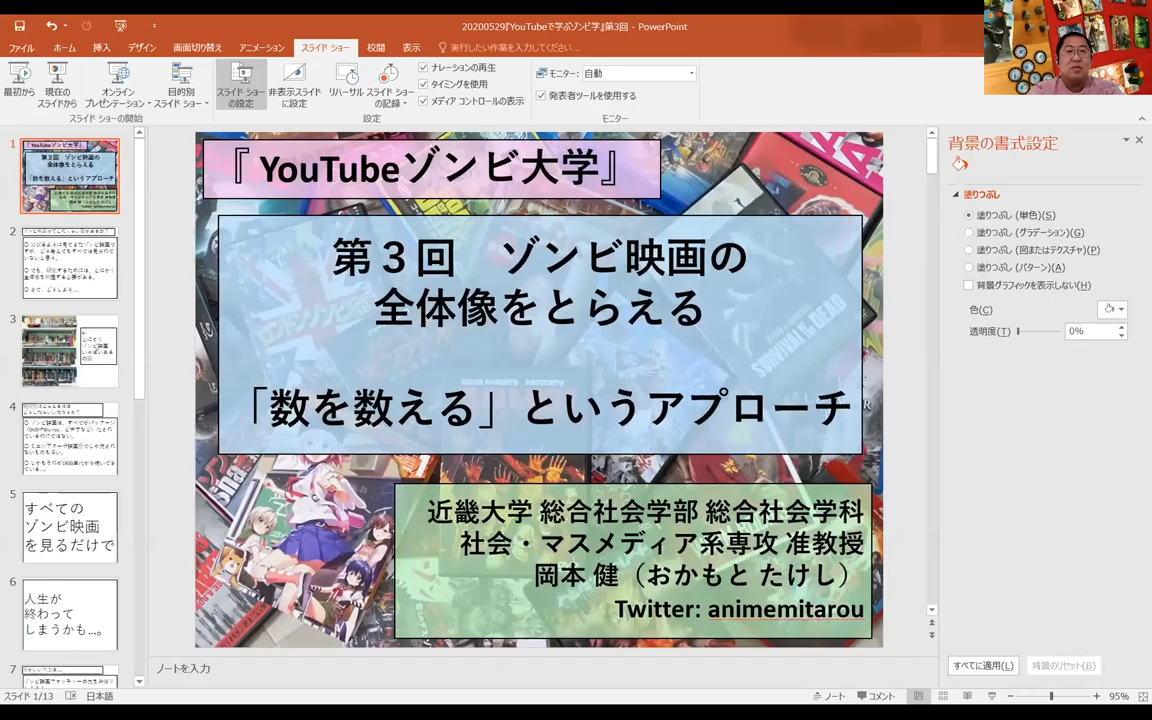 20200529『YouTubeで学ぶゾンビ学』第3回 - PowerPoint
ファイル ホーム 挿入 デザイン 画面切り替え アニメーション スライド ショー 校閲 表示 実行したい作業を入力してください...
最初から
現在の
スライドから
オンライン
プレゼンテーション
目的別
スライド ショー
スライド ショーの開始
スライド ショー
の設定
非表示スライド
に設定
リハーサル
スライド ショー
の記録
ナレーションの再生
タイミングを使用
メディア コントロールの表示
設定
モニター: 自動
発表者ツールを使用する
モニター
1
2
3
4
5
すべての
ゾンビ映画
を見るだけで
6
人生が
終わって
しまうかも…。
7
『YouTubeゾンビ大学』
第３回 ゾンビ映画の
全体像をとらえる
「数を数える」というアプローチ
近畿大学 総合社会学部 総合社会学科
社会・マスメディア系専攻 准教授
岡本 健（おかもと たけし）
Twitter: animemitarou
背景の書式設定
塗りつぶし
塗りつぶし (単色)(S)
塗りつぶし (グラデーション)(G)
塗りつぶし (図またはテクスチャ)(P)
塗りつぶし (パターン)(A)
背景グラフィックを表示しない(H)
色(C)
透明度(T) 0%
すべてに適用(L) 背景のリセット(B)
ノートを入力
スライド 1/13 日本語 ノート コメント 95%